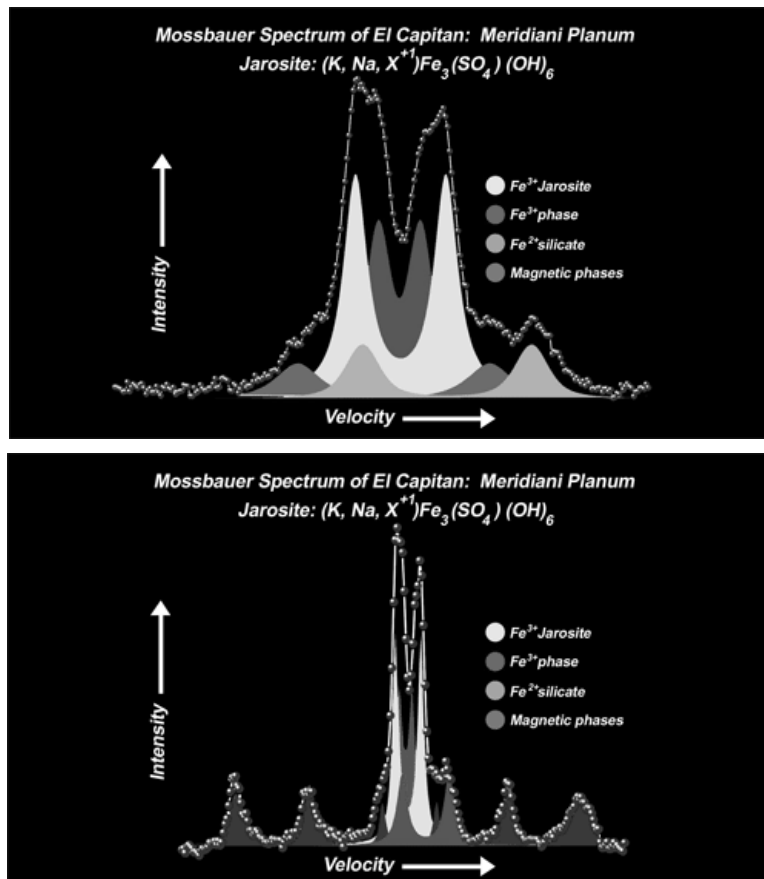 Mossbauer Spectrum of El Capitan: Meridiani Planum
Jarosite: (K, Na, X⁺¹)Fe₃(SO₄)(OH)₆
Intensity
Fe³⁺Jarosite
Fe³⁺phase
Fe²⁺silicate
Magnetic phases
Velocity
Mossbauer Spectrum of El Capitan: Meridiani Planum
Jarosite: (K, Na, X⁺¹)Fe₃(SO₄)(OH)₆
Intensity
Fe³⁺Jarosite
Fe³⁺phase
Fe²⁺silicate
Magnetic phases
Velocity